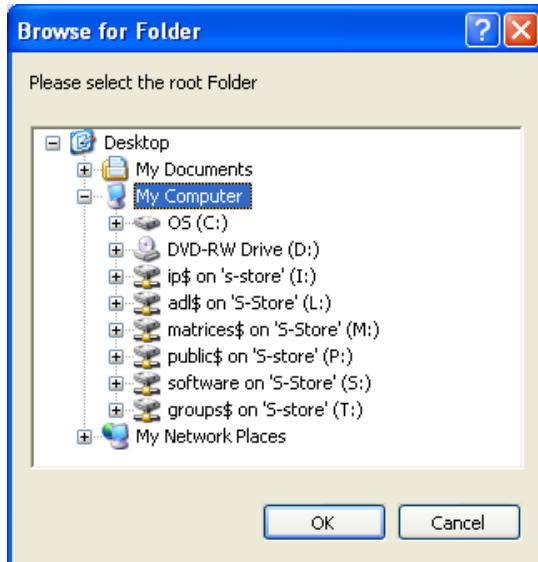 Browse for Folder
Please select the root Folder
Desktop
My Documents
My Computer
OS (C:)
DVD-RW Drive (D:)
ip$ on 's-store' (I:)
adl$ on 'S-Store' (L:)
matrices$ on 'S-Store' (M:)
public$ on 'S-store' (P:)
software on 'S-Store' (S:)
groups$ on 'S-store' (T:)
My Network Places
OK Cancel